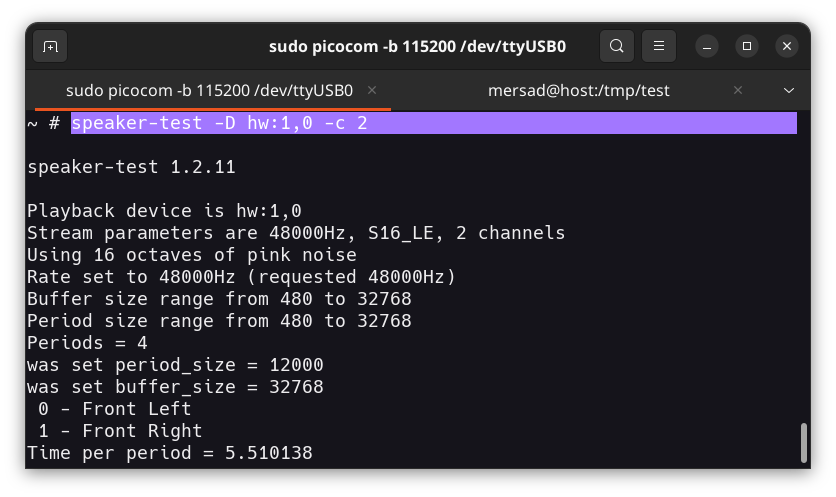 sudo picocom -b 115200 /dev/ttyUSB0
sudo picocom -b 115200 /dev/ttyUSB0
mersad@host:/tmp/test
~ # speaker-test -D hw:1,0 -c 2
speaker-test 1.2.11
Playback device is hw:1,0
Stream parameters are 48000Hz, S16_LE, 2 channels
Using 16 octaves of pink noise
Rate set to 48000Hz (requested 48000Hz)
Buffer size range from 480 to 32768
Period size range from 480 to 32768
Periods = 4
was set period_size = 12000
was set buffer_size = 32768
 0 - Front Left
 1 - Front Right
Time per period = 5.510138